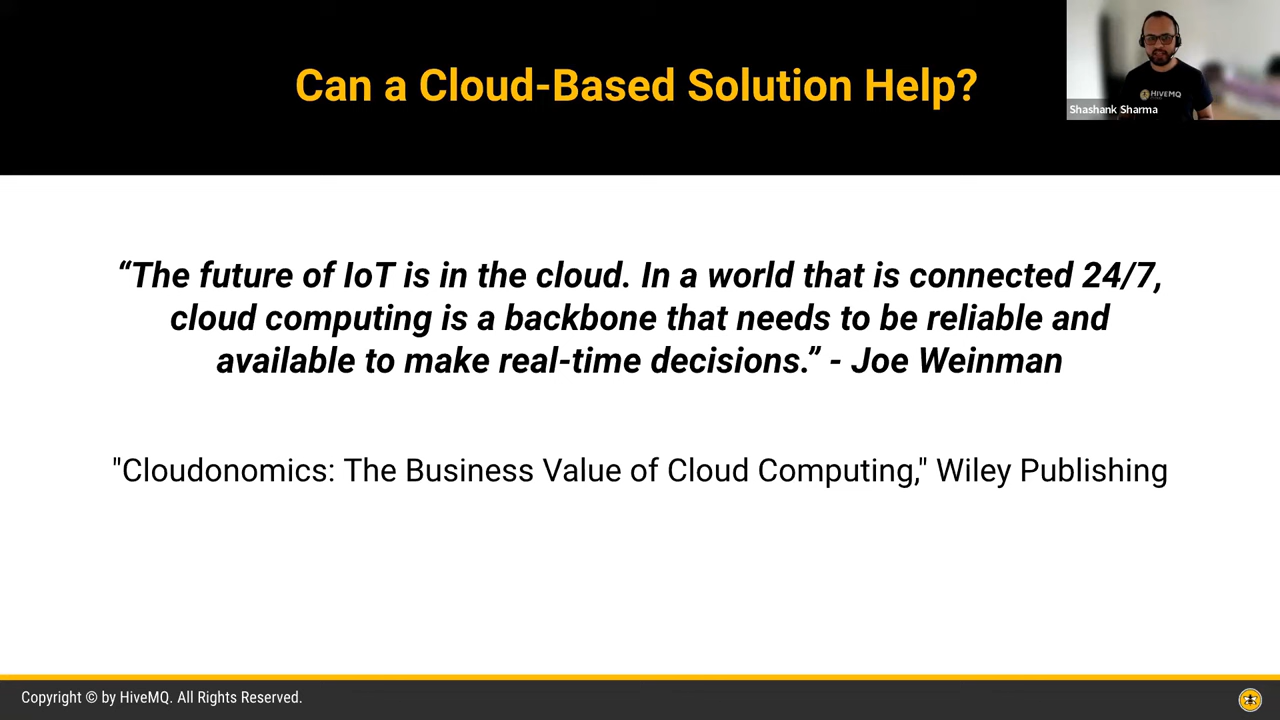 Can a Cloud-Based Solution Help?
HIVEMQ
Shashank Sharma
“The future of IoT is in the cloud. In a world that is connected 24/7,
cloud computing is a backbone that needs to be reliable and
available to make real-time decisions.” - Joe Weinman
"Cloudonomics: The Business Value of Cloud Computing," Wiley Publishing
Copyright © by HiveMQ. All Rights Reserved.